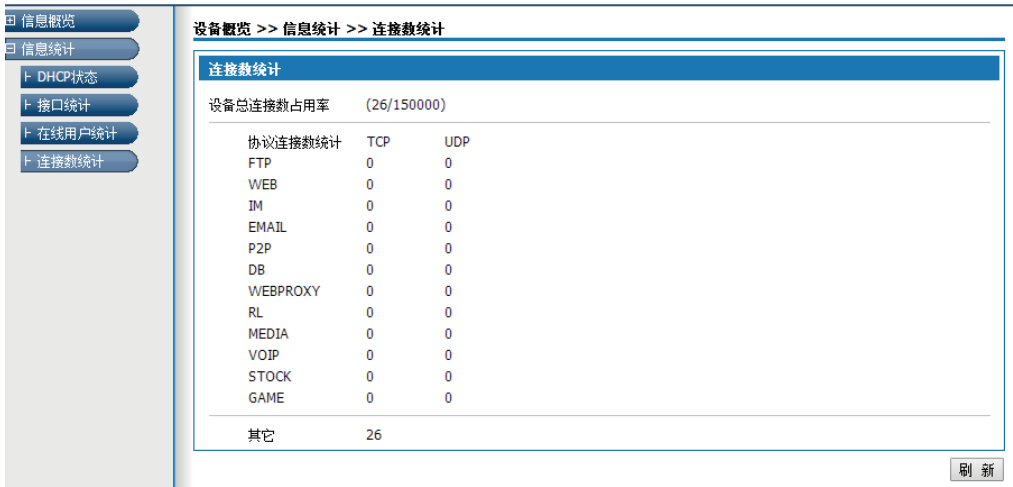 信息概览
信息统计
DHCP状态
接口统计
在线用户统计
连接数统计
设备概览 >> 信息统计 >> 连接数统计
连接数统计
设备总连接数占用率 (26/150000)
协议连接数统计 TCP UDP
FTP 0 0
WEB 0 0
IM 0 0
EMAIL 0 0
P2P 0 0
DB 0 0
WEBPROXY 0 0
RL 0 0
MEDIA 0 0
VOIP 0 0
STOCK 0 0
GAME 0 0
其它 26
刷 新